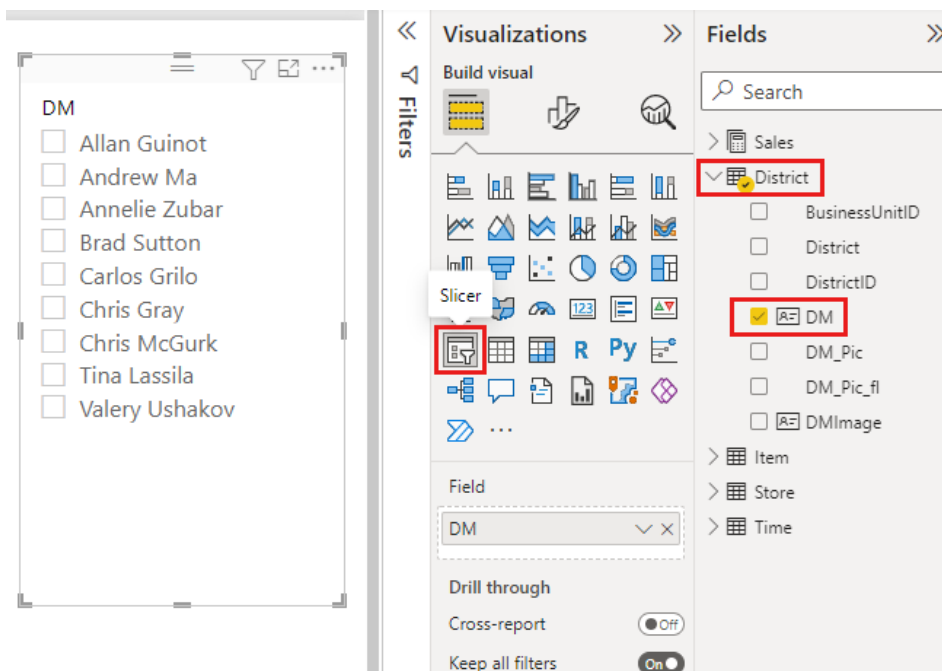 DM
Allan Guinot
Andrew Ma
Annelie Zubar
Brad Sutton
Carlos Grilo
Chris Gray
Chris McGurk
Tina Lassila
Valery Ushakov
Filters
Visualizations
Build visual
Slicer
123
R
Py
Field
DM
Drill through
Cross-report
Off
Keep all filters
On
Fields
Search
Sales
District
BusinessUnitID
District
DistrictID
DM
DM_Pic
DM_Pic_fl
DMImage
Item
Store
Time